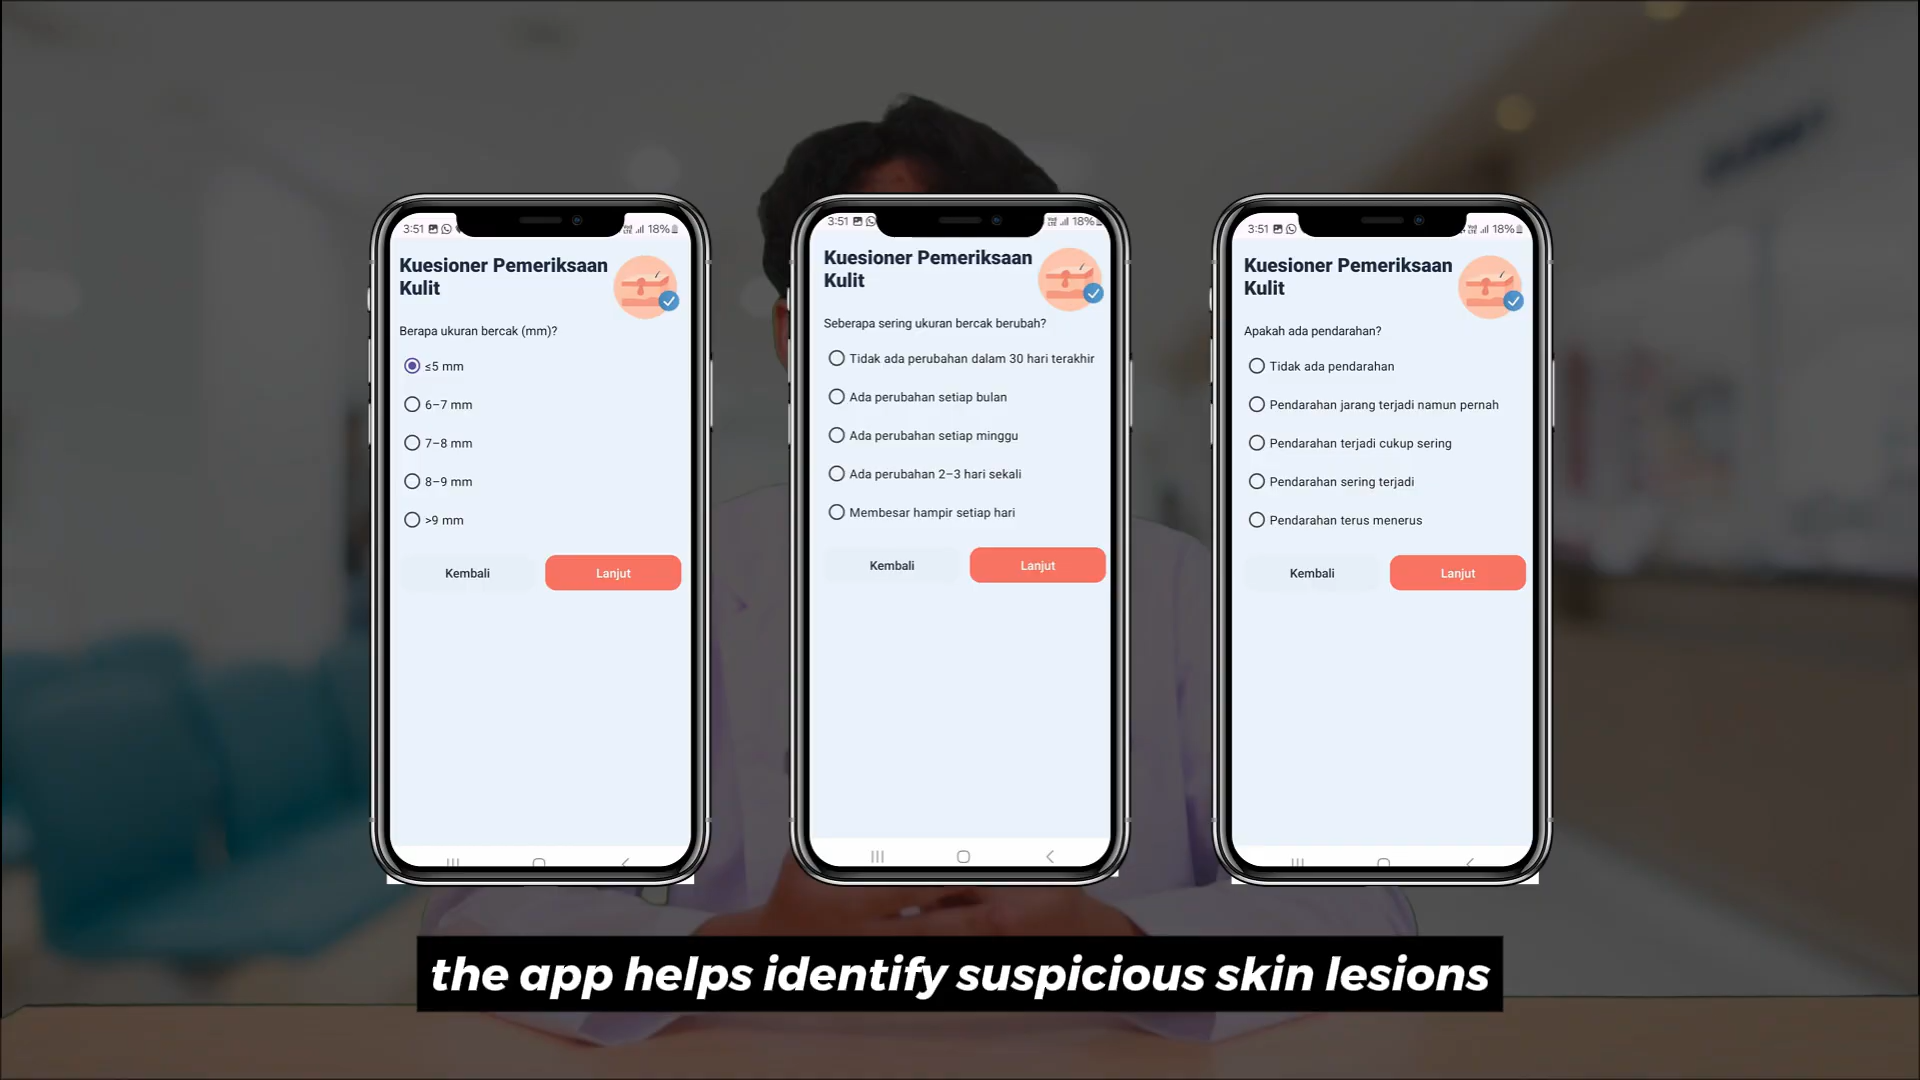 3:51 18%
Kuesioner Pemeriksaan
Kulit
Berapa ukuran bercak (mm)?
≤5 mm
6–7 mm
7–8 mm
8–9 mm
>9 mm
Kembali Lanjut
3:51 18%
Kuesioner Pemeriksaan
Kulit
Seberapa sering ukuran bercak berubah?
Tidak ada perubahan dalam 30 hari terakhir
Ada perubahan setiap bulan
Ada perubahan setiap minggu
Ada perubahan 2–3 hari sekali
Membesar hampir setiap hari
Kembali Lanjut
3:51 18%
Kuesioner Pemeriksaan
Kulit
Apakah ada pendarahan?
Tidak ada pendarahan
Pendarahan jarang terjadi namun pernah
Pendarahan terjadi cukup sering
Pendarahan sering terjadi
Pendarahan terus menerus
Kembali Lanjut
the app helps identify suspicious skin lesions